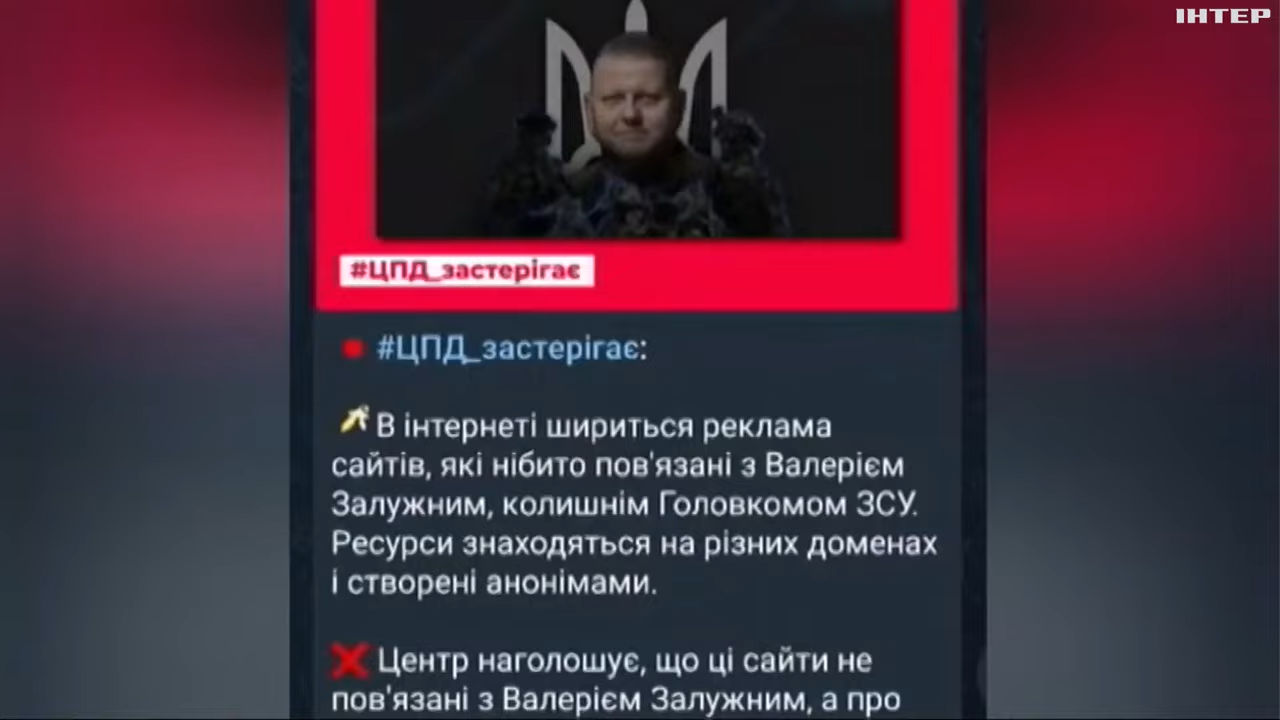 ІНТЕР
#ЦПД_застерігає
#ЦПД_застерігає:
В інтернеті шириться реклама
сайтів, які нібито пов'язані з Валерієм
Залужним, колишнім Головкомом ЗСУ.
Ресурси знаходяться на різних доменах
і створені анонімами.
Центр наголошує, що ці сайти не
пов'язані з Валерієм Залужним, а про